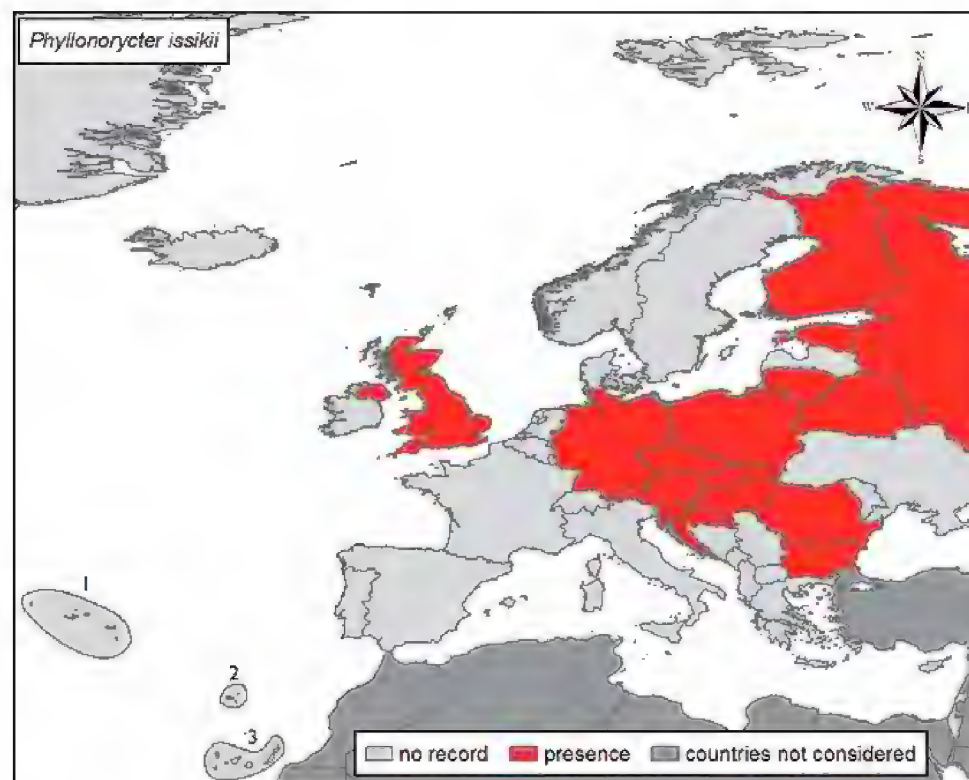 Phyllonorycter issikii
N
W E
S
1
2
3
no record presence countries not considered